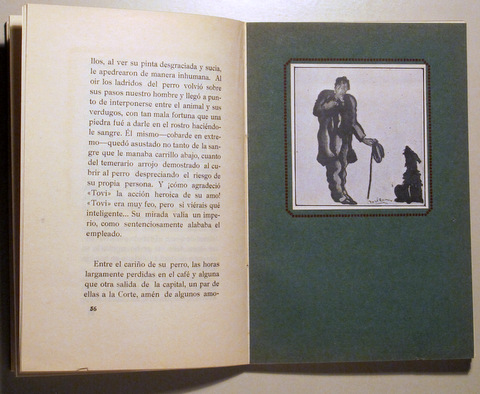 llos, al ver su pinta desgraciada y sucia,
le apedrearon de manera inhumana. Al
oír los ladridos del perro volvió sobre
sus pasos nuestro hombre y llegó a pun-
to de interponerse entre el animal y sus
verdugos, con tan mala fortuna que una
piedra fué a darle en el rostro haciéndo-
le sangre. Él mismo—cobarde en extre-
mo—quedó asustado no tanto de la san-
gre que le manaba carrillo abajo, cuanto
del temerario arrojo demostrado al cu-
brir al perro despreciando el riesgo de
su propia persona. Y ¡cómo agradeció
«Tovi» la acción heroica de su amo!
«Tovi» era muy feo, pero si viérais qué
inteligente... Su mirada valía un impe-
rio, como sentenciosamente alababa el
empleado.
Entre el cariño de su perro, las horas
largamente perdidas en el café y alguna
que otra salida de la capital, un par de
ellas a la Corte, amén de algunos amo-
86